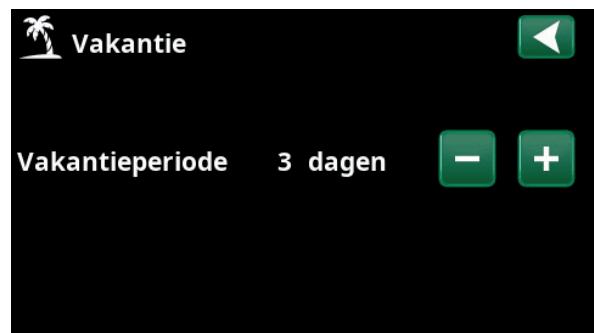 Vakantie
Vakantieperiode 3 dagen − +